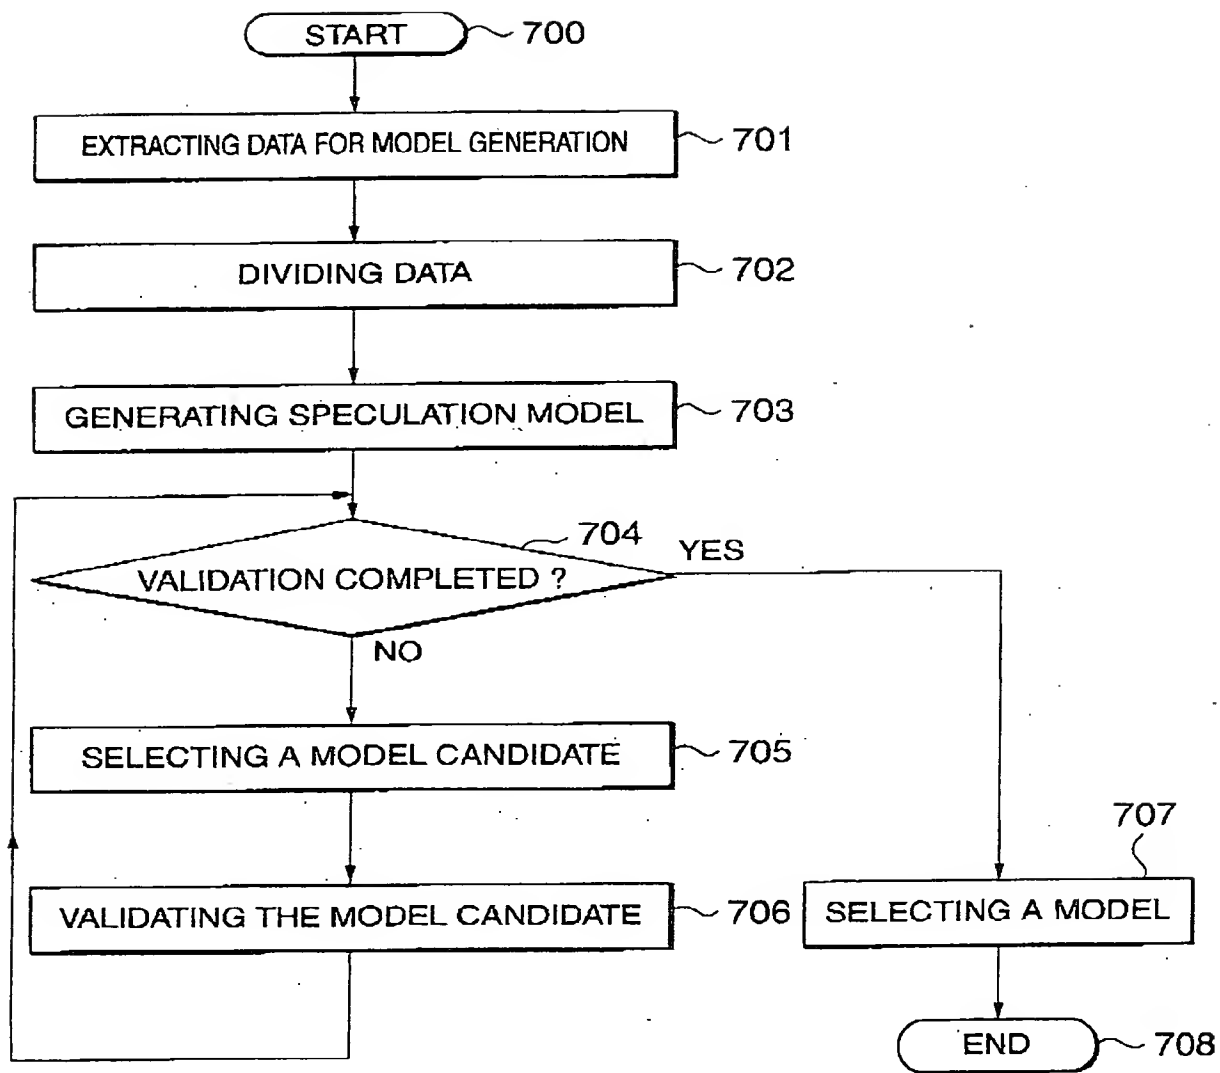 START 700
EXTRACTING DATA FOR MODEL GENERATION 701
DIVIDING DATA 702
GENERATING SPECULATION MODEL 703
704
VALIDATION COMPLETED ?
YES
NO
SELECTING A MODEL CANDIDATE 705
VALIDATING THE MODEL CANDIDATE 706
707
SELECTING A MODEL
END 708